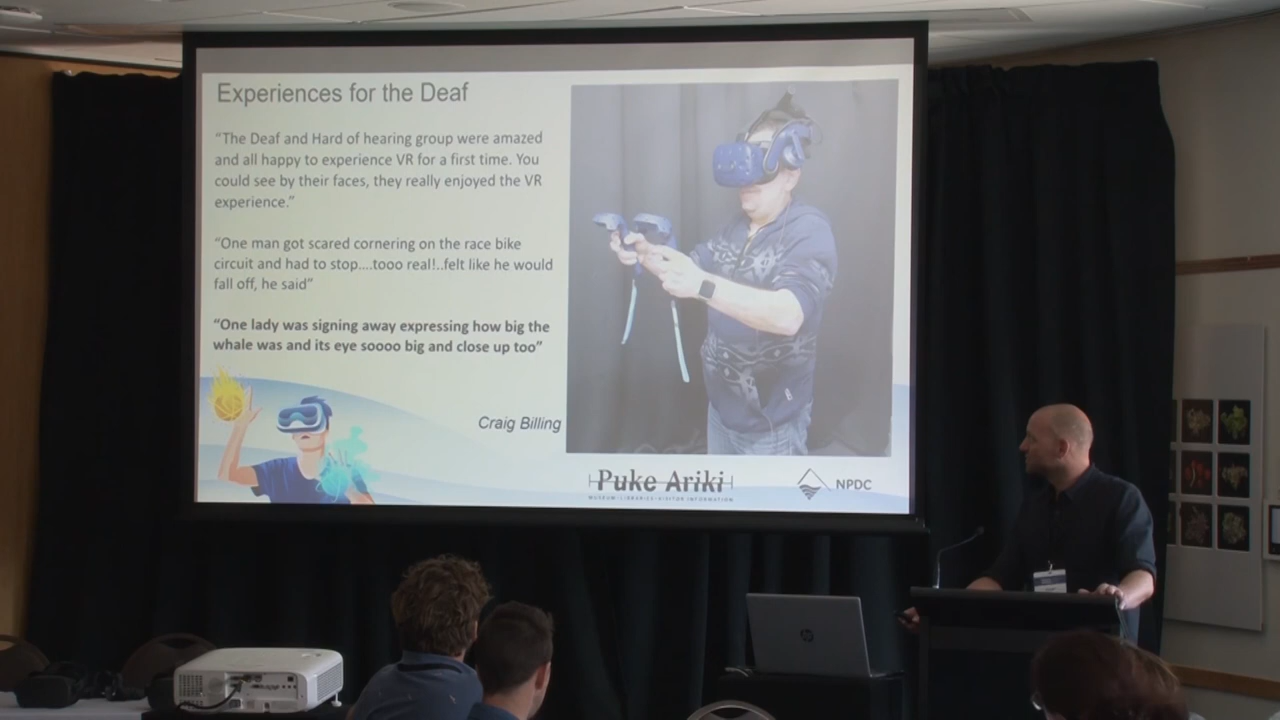 Experiences for the Deaf
“The Deaf and Hard of hearing group were amazed
and all happy to experience VR for a first time. You
could see by their faces, they really enjoyed the VR
experience.”
“One man got scared cornering on the race bike
circuit and had to stop....tooo real!..felt like he would
fall off, he said”
“One lady was signing away expressing how big the
whale was and its eye soooo big and close up too”
Craig Billing
Puke Ariki
MUSEUM · LIBRARIES · VISITOR INFORMATION
NPDC
hp